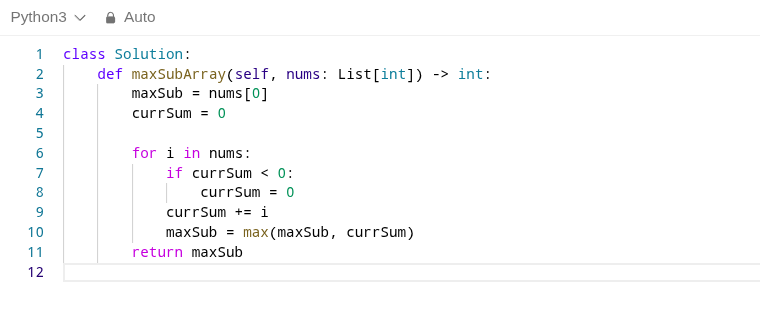 Python3 Auto
1 class Solution:
2     def maxSubArray(self, nums: List[int]) -> int:
3         maxSub = nums[0]
4         currSum = 0
5
6         for i in nums:
7             if currSum < 0:
8                 currSum = 0
9             currSum += i
10             maxSub = max(maxSub, currSum)
11         return maxSub
12